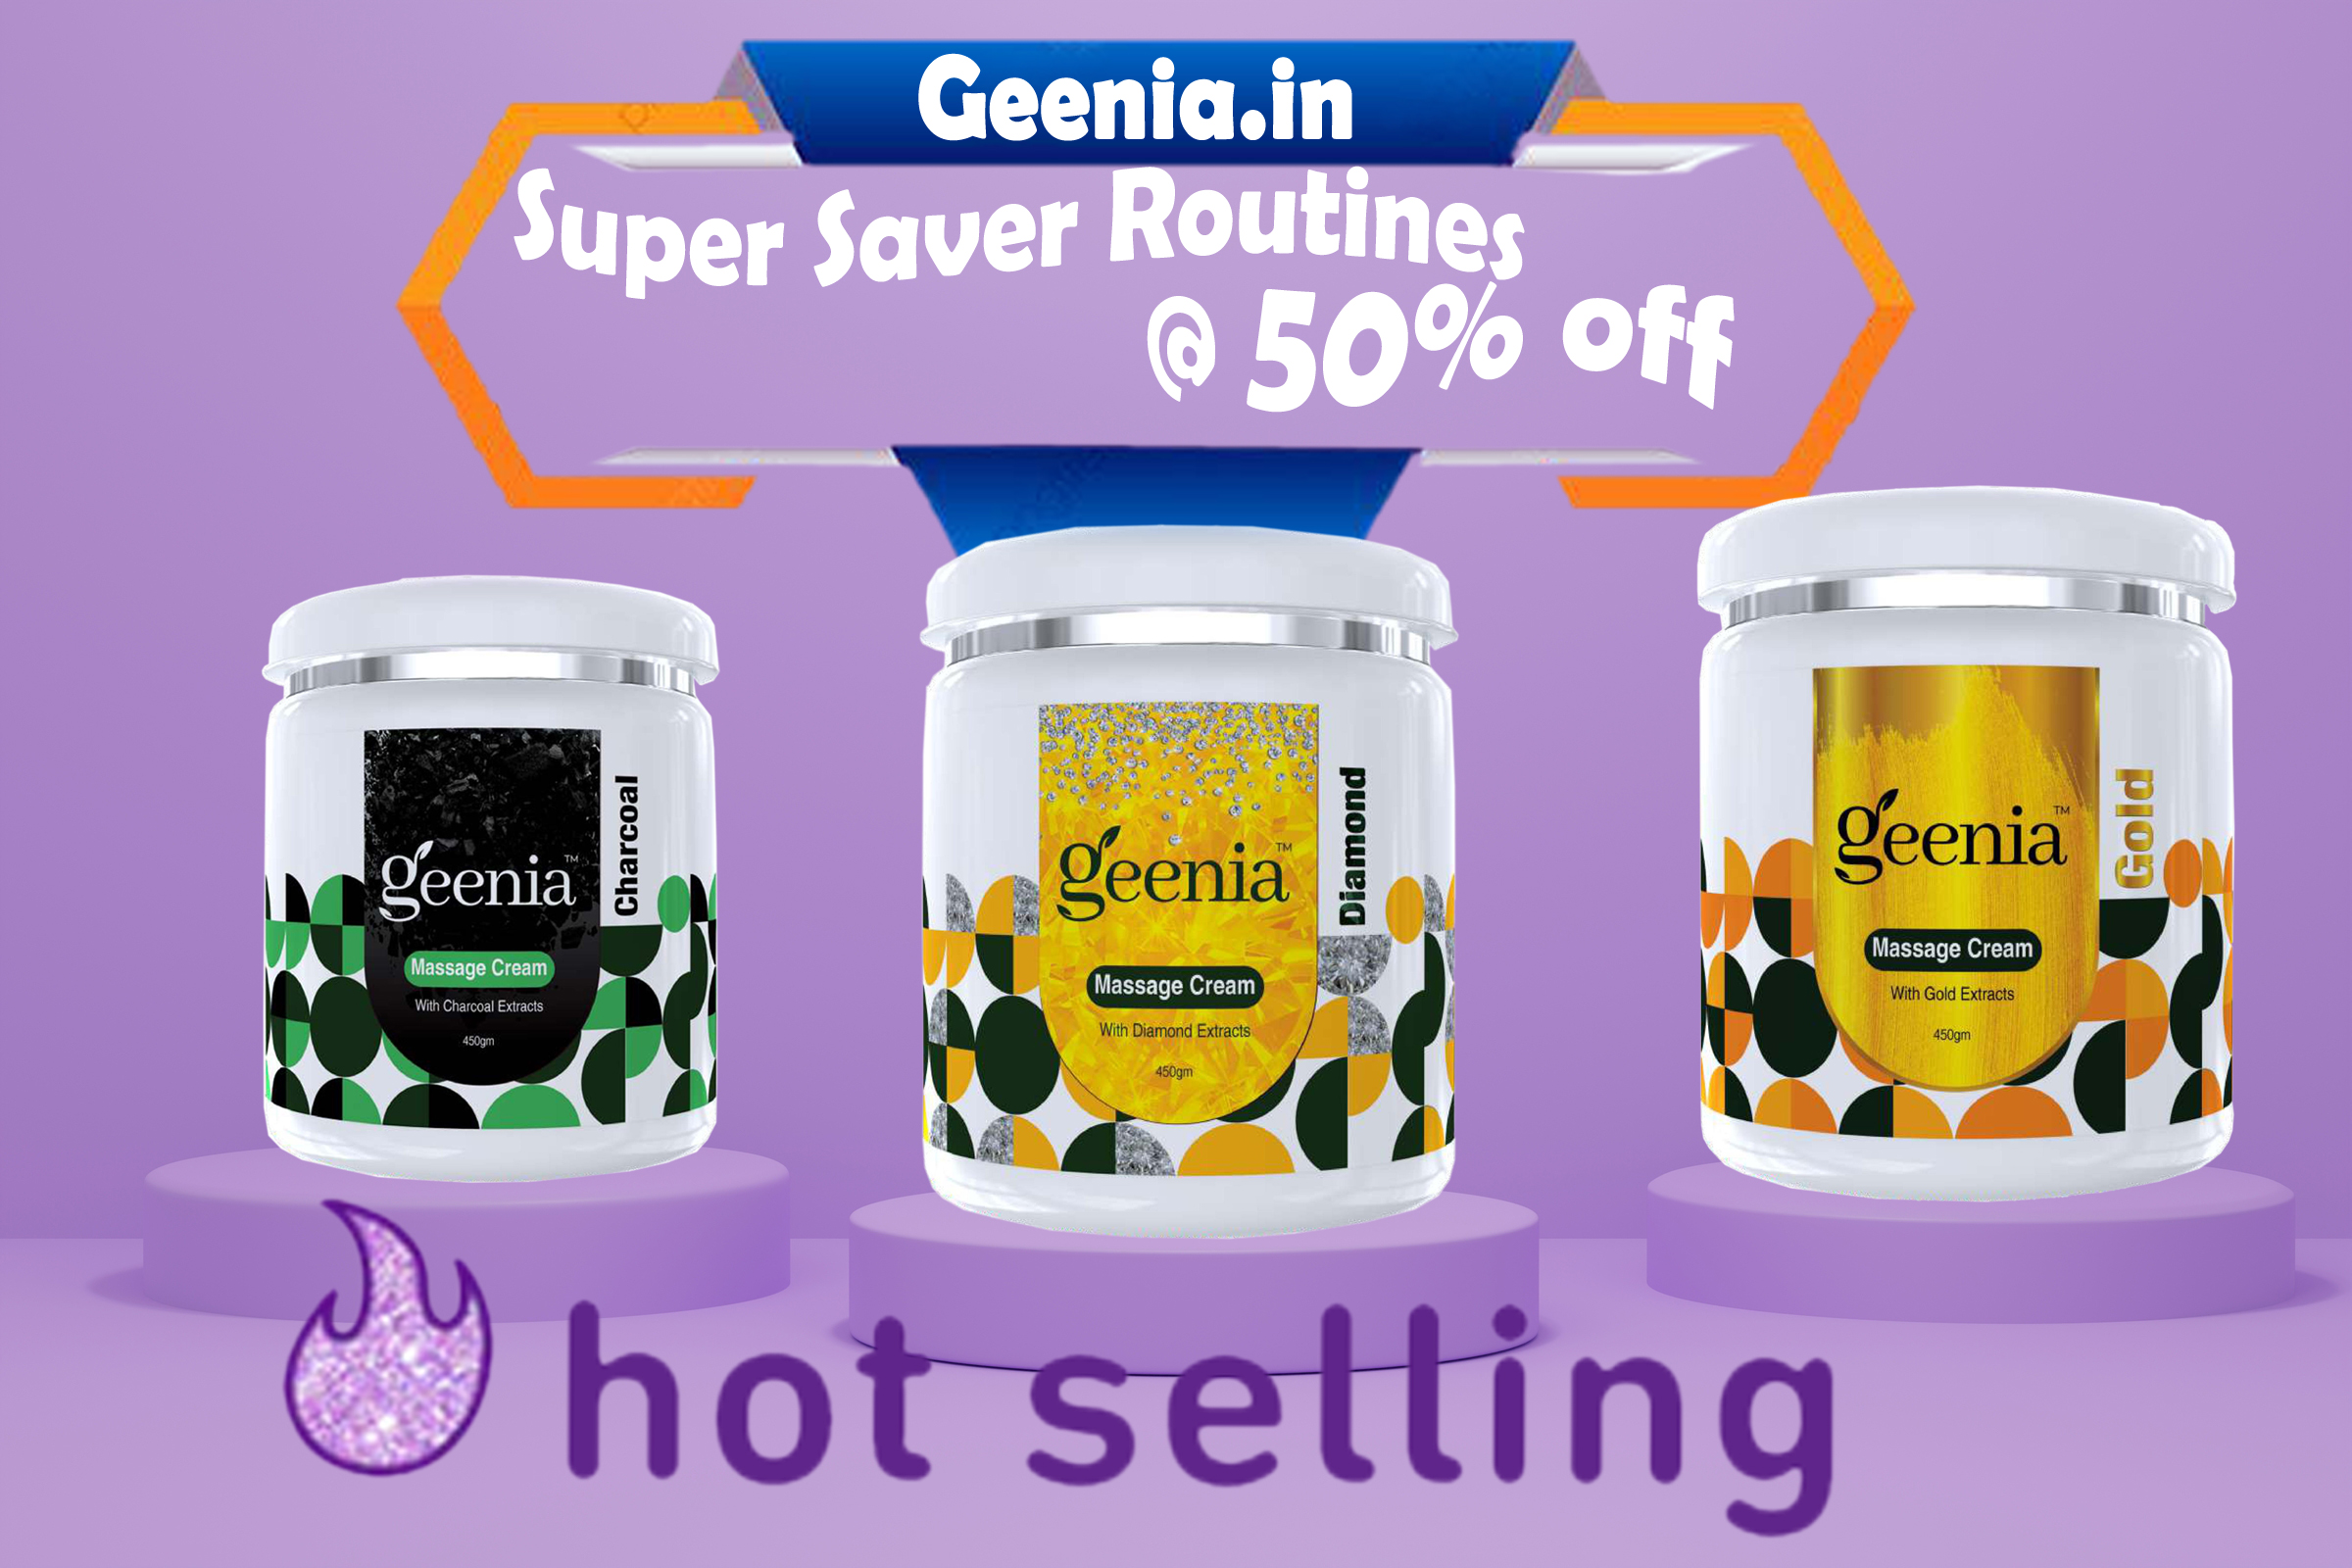 Geenia.in
Super Saver Routines
@ 50% off
geenia™
Charcoal
Massage Cream
With Charcoal Extracts
450gm
geenia™
Diamond
Massage Cream
With Diamond Extracts
450gm
geenia™
Gold
Massage Cream
With Gold Extracts
450gm
hot selling